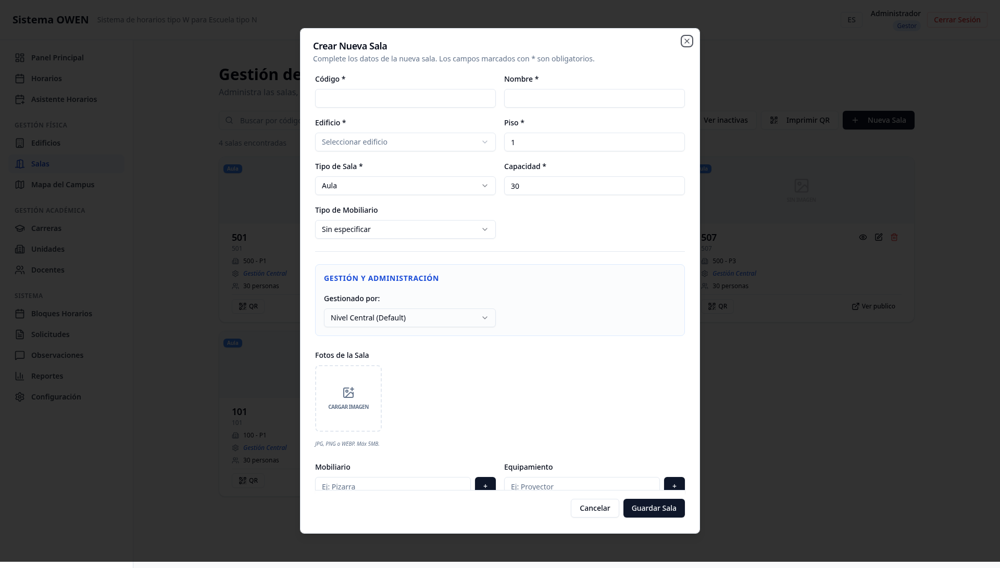 Sistema OWEN
Sistema de horarios tipo W para Escuela tipo N
ES
Administrador
Gestor
Cerrar Sesión
Panel Principal
Horarios
Asistente Horarios
GESTIÓN FÍSICA
Edificios
Salas
Mapa del Campus
GESTIÓN ACADÉMICA
Carreras
Unidades
Docentes
SISTEMA
Bloques Horarios
Solicitudes
Observaciones
Reportes
Configuración
Gestión de
Administra las salas,
Buscar por código
Ver inactivas
Imprimir QR
+ Nueva Sala
4 salas encontradas
Aula
501
501
500 - P1
Gestión Central
30 personas
QR
SIN IMAGEN
507
507
500 - P3
Gestión Central
30 personas
QR
Ver publico
Aula
101
101
100 - P1
Gestión Central
30 personas
QR
Crear Nueva Sala
Complete los datos de la nueva sala. Los campos marcados con * son obligatorios.
Código *
Nombre *
Edificio *
Seleccionar edificio
Piso *
1
Tipo de Sala *
Aula
Capacidad *
30
Tipo de Mobiliario
Sin especificar
GESTIÓN Y ADMINISTRACIÓN
Gestionado por:
Nivel Central (Default)
Fotos de la Sala
CARGAR IMAGEN
JPG, PNG o WEBP. Máx 5MB.
Mobiliario
Ej: Pizarra
+
Equipamiento
Ej: Proyector
+
Cancelar
Guardar Sala